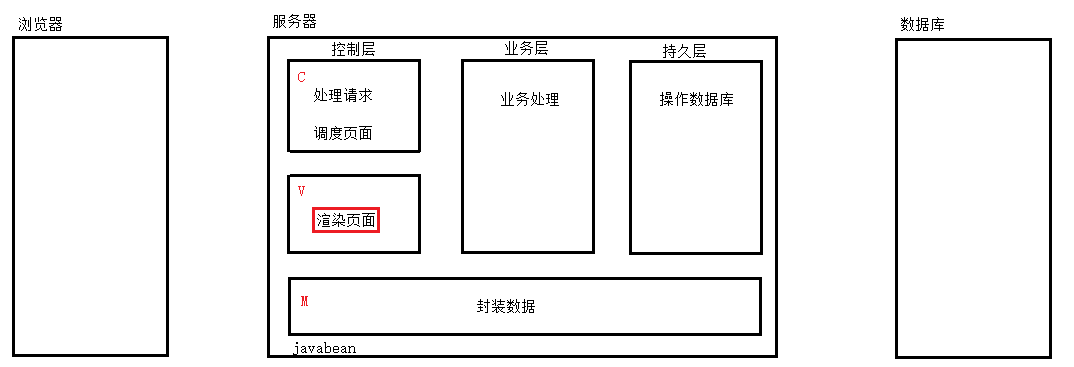 浏览器
服务器
数据库
控制层
业务层
持久层
C
处理请求
调度页面
业务处理
操作数据库
V
渲染页面
M
封装数据
javabean